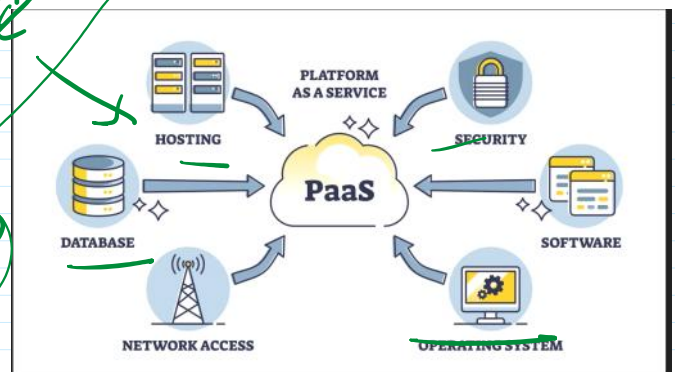 PLATFORM
AS A SERVICE
HOSTING
SECURITY
PaaS
DATABASE
SOFTWARE
NETWORK ACCESS
OPERATING SYSTEM